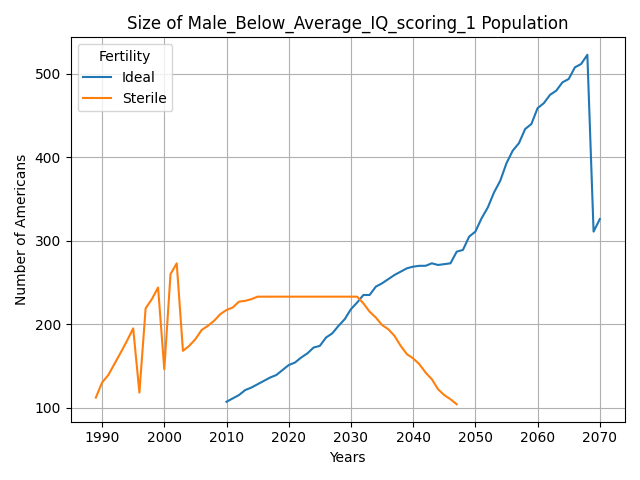 Size of Male_Below_Average_IQ_scoring_1 Population
Fertility
Ideal
Sterile
Number of Americans
500
400
300
200
100
1990 2000 2010 2020 2030 2040 2050 2060 2070
Years